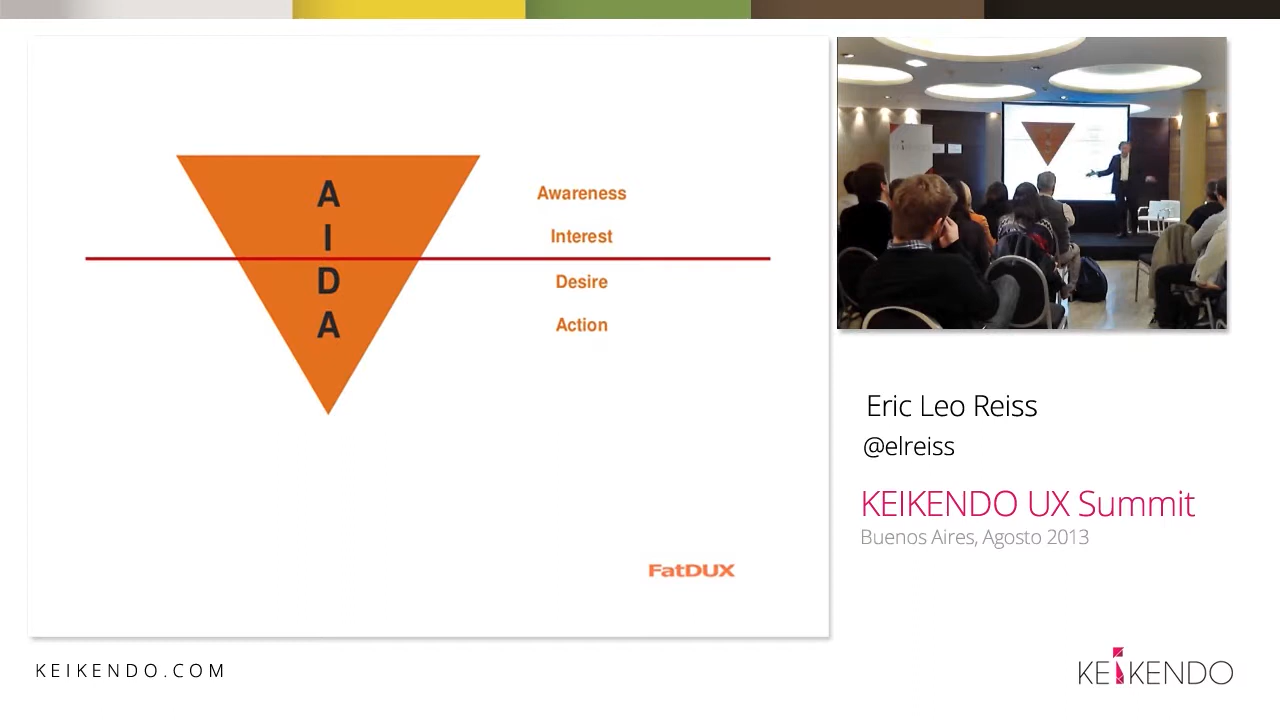 A
I
D
A
Awareness
Interest
Desire
Action
FatDUX
Eric Leo Reiss
@elreiss
KEIKENDO UX Summit
Buenos Aires, Agosto 2013
KEIKENDO.COM
KEIKENDO